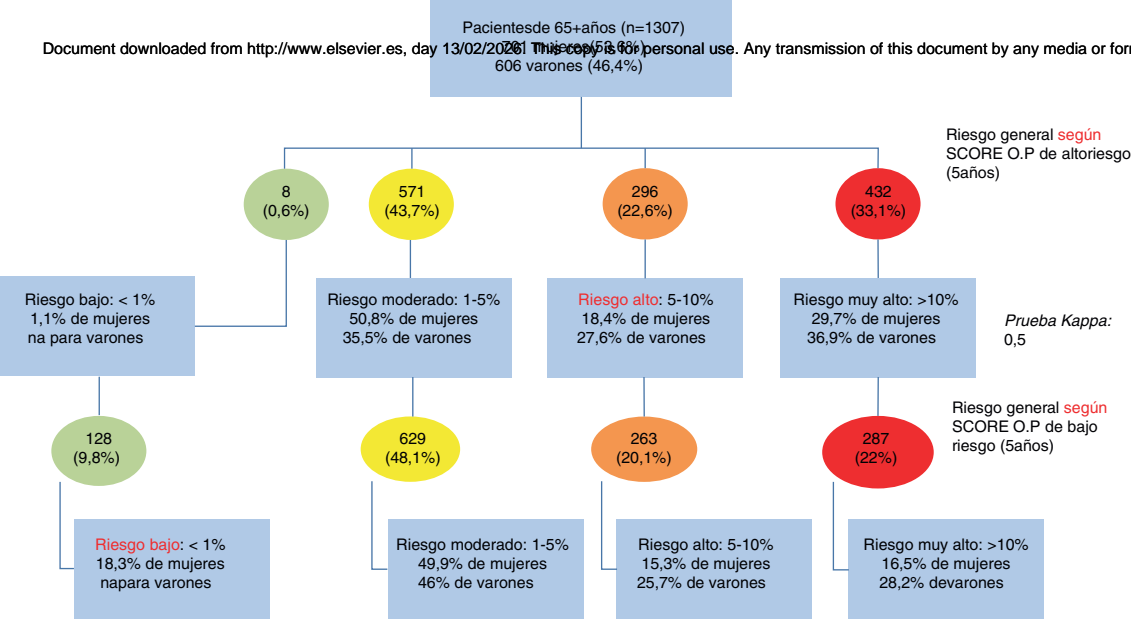 Pacientesde 65+años (n=1307)
701 mujeres(53,6%)
Document downloaded from http://www.elsevier.es, day 13/02/2026. This copy is for personal use. Any transmission of this document by any media or for
606 varones (46,4%)
Riesgo general según
SCORE O.P de altoriesgo
(5años)
8
(0,6%)
571
(43,7%)
296
(22,6%)
432
(33,1%)
Riesgo bajo: < 1%
1,1% de mujeres
na para varones
Riesgo moderado: 1-5%
50,8% de mujeres
35,5% de varones
Riesgo alto: 5-10%
18,4% de mujeres
27,6% de varones
Riesgo muy alto: >10%
29,7% de mujeres
36,9% de varones
Prueba Kappa:
0,5
Riesgo general según
SCORE O.P de bajo
riesgo (5años)
128
(9,8%)
629
(48,1%)
263
(20,1%)
287
(22%)
Riesgo bajo: < 1%
18,3% de mujeres
napara varones
Riesgo moderado: 1-5%
49,9% de mujeres
46% de varones
Riesgo alto: 5-10%
15,3% de mujeres
25,7% de varones
Riesgo muy alto: >10%
16,5% de mujeres
28,2% devarones